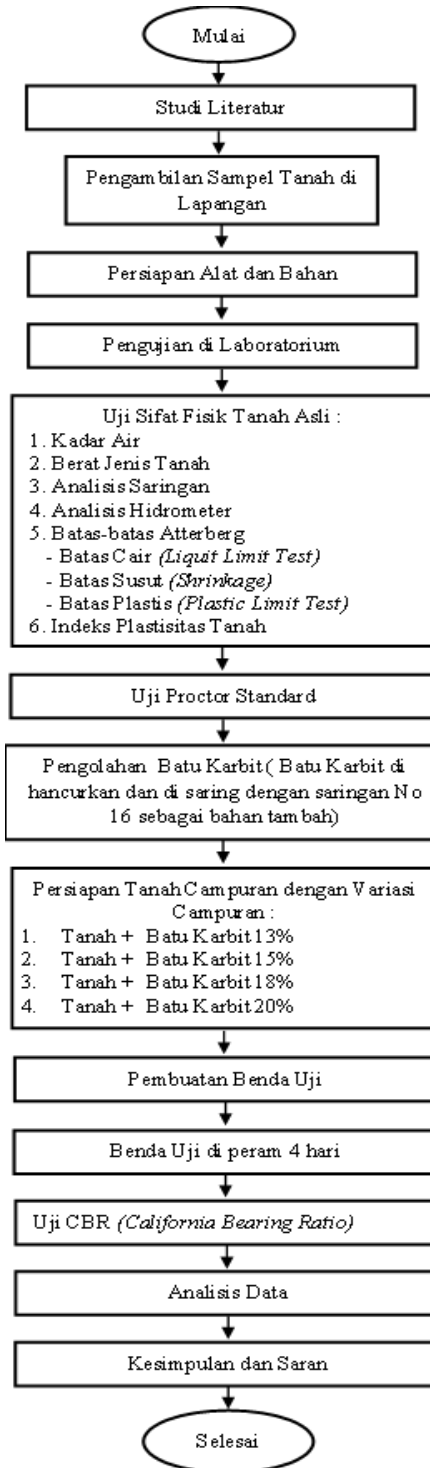 Mulai
Studi Literatur
Pengambilan Sampel Tanah di
Lapangan
Persiapan Alat dan Bahan
Pengujian di Laboratorium
Uji Sifat Fisik Tanah Asli :
1. Kadar Air
2. Berat Jenis Tanah
3. Analisis Saringan
4. Analisis Hidrometer
5. Batas-batas Atterberg
- Batas Cair (Liquit Limit Test)
- Batas Susut (Shrinkage)
- Batas Plastis (Plastic Limit Test)
6. Indeks Plastisitas Tanah
Uji Proctor Standard
Pengolahan Batu Karbit ( Batu Karbit di
hancurkan dan di saring dengan saringan No
16 sebagai bahan tambah)
Persiapan Tanah Campuran dengan Variasi
Campuran :
1. Tanah + Batu Karbit 13%
2. Tanah + Batu Karbit 15%
3. Tanah + Batu Karbit 18%
4. Tanah + Batu Karbit 20%
Pembuatan Benda Uji
Benda Uji di peram 4 hari
Uji CBR (California Bearing Ratio)
Analisis Data
Kesimpulan dan Saran
Selesai